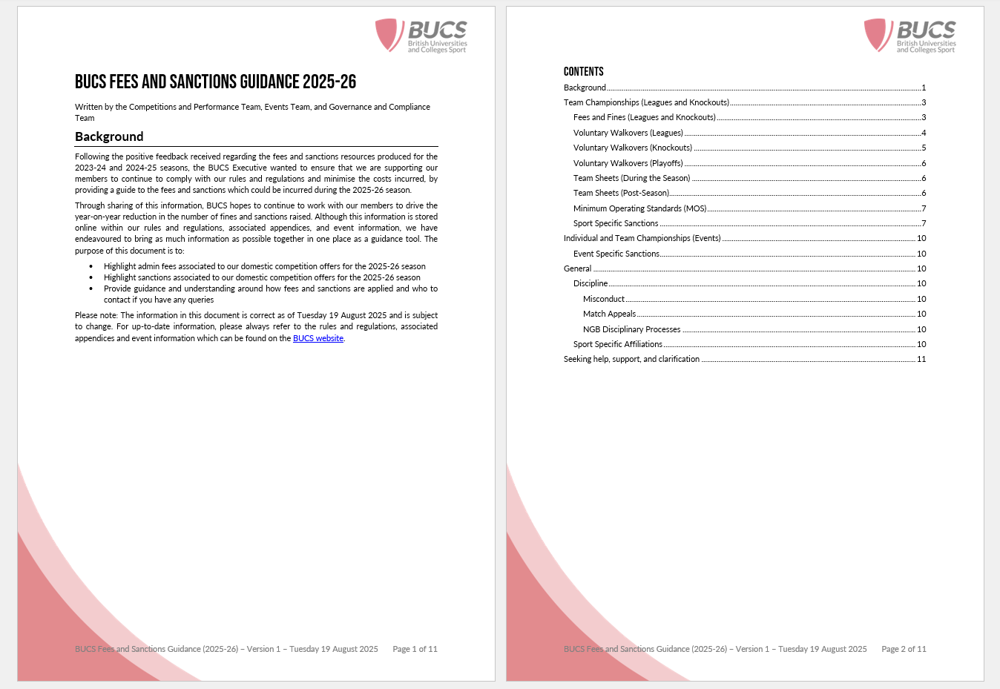 BUCS
British Universities
and Colleges Sport
BUCS FEES AND SANCTIONS GUIDANCE 2025-26
Written by the Competitions and Performance Team, Events Team, and Governance and Compliance
Team
Background
Following the positive feedback received regarding the fees and sanctions resources produced for the
2023-24 and 2024-25 seasons, the BUCS Executive wanted to ensure that we are supporting our
members to continue to comply with our rules and regulations and minimise the costs incurred, by
providing a guide to the fees and sanctions which could be incurred during the 2025-26 season.
Through sharing of this information, BUCS hopes to continue to work with our members to drive the
year-on-year reduction in the number of fines and sanctions raised. Although this information is stored
online within our rules and regulations, associated appendices, and event information, we have
endeavoured to bring as much information as possible together in one place as a guidance tool. The
purpose of this document is to:
• Highlight admin fees associated to our domestic competition offers for the 2025-26 season
• Highlight sanctions associated to our domestic competition offers for the 2025-26 season
• Provide guidance and understanding around how fees and sanctions are applied and who to
contact if you have any queries
Please note: The information in this document is correct as of Tuesday 19 August 2025 and is subject
to change. For up-to-date information, please always refer to the rules and regulations, associated
appendices and event information which can be found on the BUCS website.
BUCS Fees and Sanctions Guidance (2025-26) – Version 1 – Tuesday 19 August 2025 Page 1 of 11
BUCS
British Universities
and Colleges Sport
CONTENTS
Background 1
Team Championships (Leagues and Knockouts) 3
Fees and Fines (Leagues and Knockouts) 3
Voluntary Walkovers (Leagues) 4
Voluntary Walkovers (Knockouts) 5
Voluntary Walkovers (Playoffs) 6
Team Sheets (During the Season) 6
Team Sheets (Post-Season) 6
Minimum Operating Standards (MOS) 7
Sport Specific Sanctions 7
Individual and Team Championships (Events) 10
Event Specific Sanctions 10
General 10
Discipline 10
Misconduct 10
Match Appeals 10
NGB Disciplinary Processes 10
Sport Specific Affiliations 10
Seeking help, support, and clarification 11
BUCS Fees and Sanctions Guidance (2025-26) – Version 1 – Tuesday 19 August 2025 Page 2 of 11